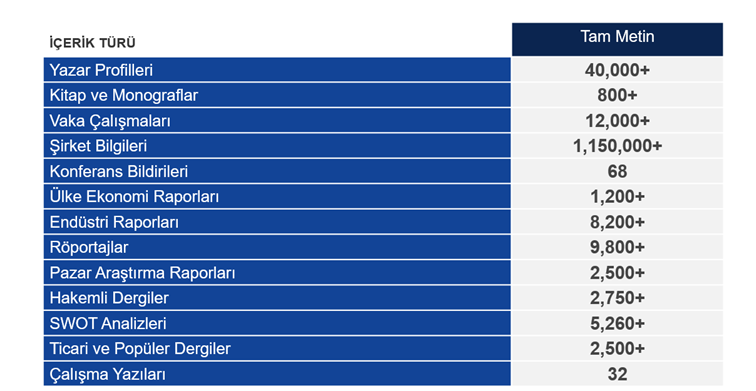 İÇERİK TÜRÜ Tam Metin
Yazar Profilleri 40,000+
Kitap ve Monograflar 800+
Vaka Çalışmaları 12,000+
Şirket Bilgileri 1,150,000+
Konferans Bildirileri 68
Ülke Ekonomi Raporları 1,200+
Endüstri Raporları 8,200+
Röportajlar 9,800+
Pazar Araştırma Raporları 2,500+
Hakemli Dergiler 2,750+
SWOT Analizleri 5,260+
Ticari ve Popüler Dergiler 2,500+
Çalışma Yazıları 32